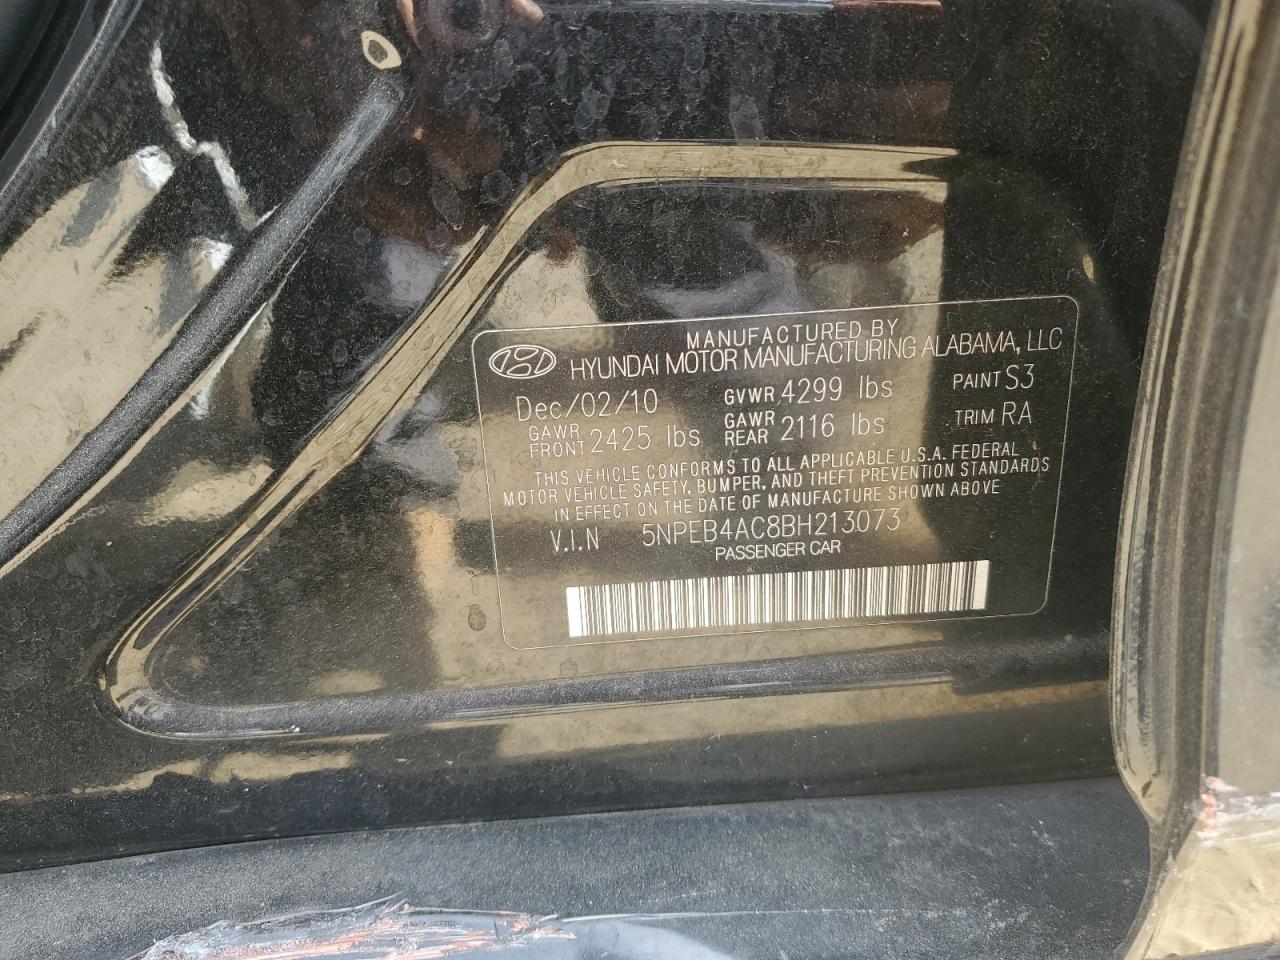 MANUFACTURED BY
HYUNDAI MOTOR MANUFACTURING ALABAMA, LLC
Dec/02/10 GVWR 4299 lbs PAINT S3
GAWR FRONT 2425 lbs GAWR REAR 2116 lbs TRIM RA
THIS VEHICLE CONFORMS TO ALL APPLICABLE U.S.A. FEDERAL
MOTOR VEHICLE SAFETY, BUMPER, AND THEFT PREVENTION STANDARDS
IN EFFECT ON THE DATE OF MANUFACTURE SHOWN ABOVE
V.I.N 5NPEB4AC8BH213073
PASSENGER CAR